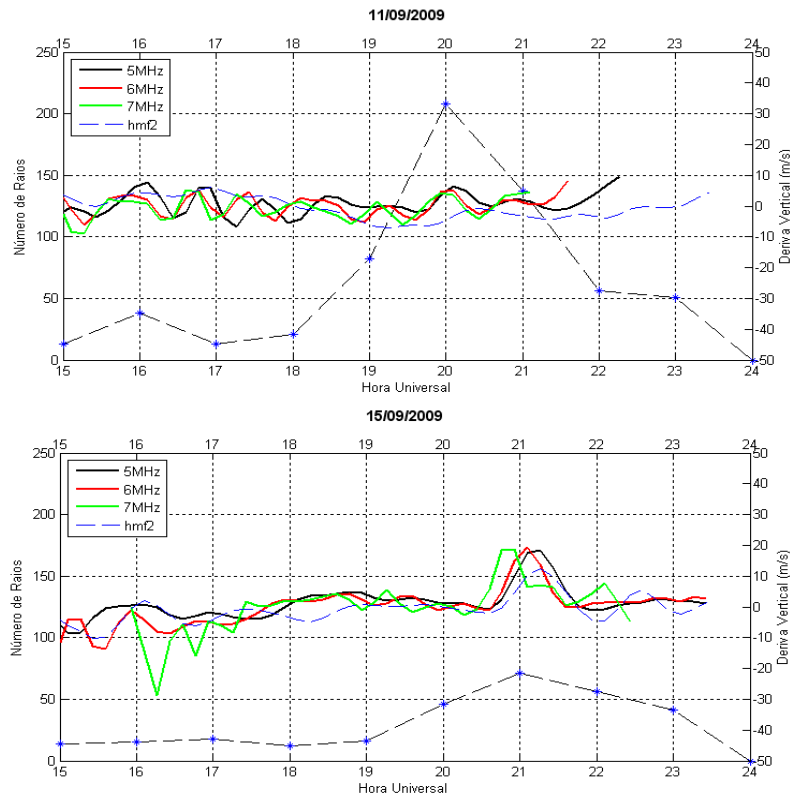 11/09/2009
15 16 17 18 19 20 21 22 23 24
250 50
40
200 30
20
150 10
0
100 -10
-20
50 -30
-40
0 -50
5MHz
6MHz
7MHz
hmf2
Número de Raios
Deriva Vertical (m/s)
15 16 17 18 19 20 21 22 23 24
Hora Universal
15/09/2009
15 16 17 18 19 20 21 22 23 24
250 50
40
200 30
20
150 10
0
100 -10
-20
50 -30
-40
0 -50
5MHz
6MHz
7MHz
hmf2
Número de Raios
Deriva Vertical (m/s)
15 16 17 18 19 20 21 22 23 24
Hora Universal